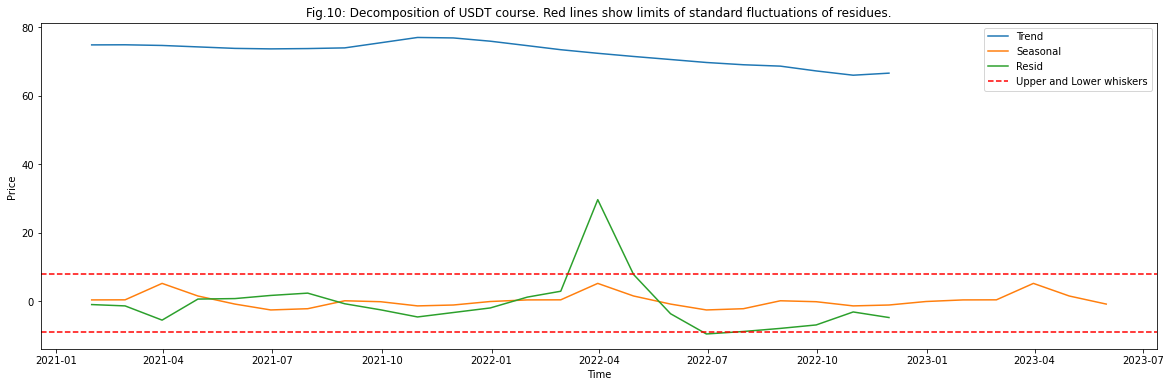 Fig.10: Decomposition of USDT course. Red lines show limits of standard fluctuations of residues.
Trend
Seasonal
Resid
Upper and Lower whiskers
Price
80
60
40
20
0
2021-01 2021-04 2021-07 2021-10 2022-01 2022-04 2022-07 2022-10 2023-01 2023-04 2023-07
Time